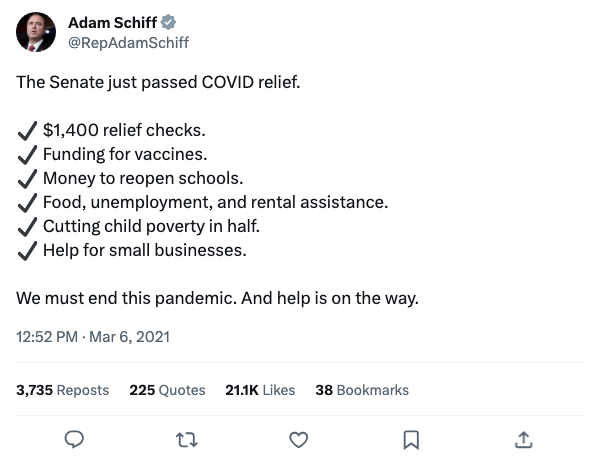 Adam Schiff
@RepAdamSchiff
The Senate just passed COVID relief.
✔ $1,400 relief checks.
✔ Funding for vaccines.
✔ Money to reopen schools.
✔ Food, unemployment, and rental assistance.
✔ Cutting child poverty in half.
✔ Help for small businesses.
We must end this pandemic. And help is on the way.
12:52 PM · Mar 6, 2021
3,735 Reposts 225 Quotes 21.1K Likes 38 Bookmarks